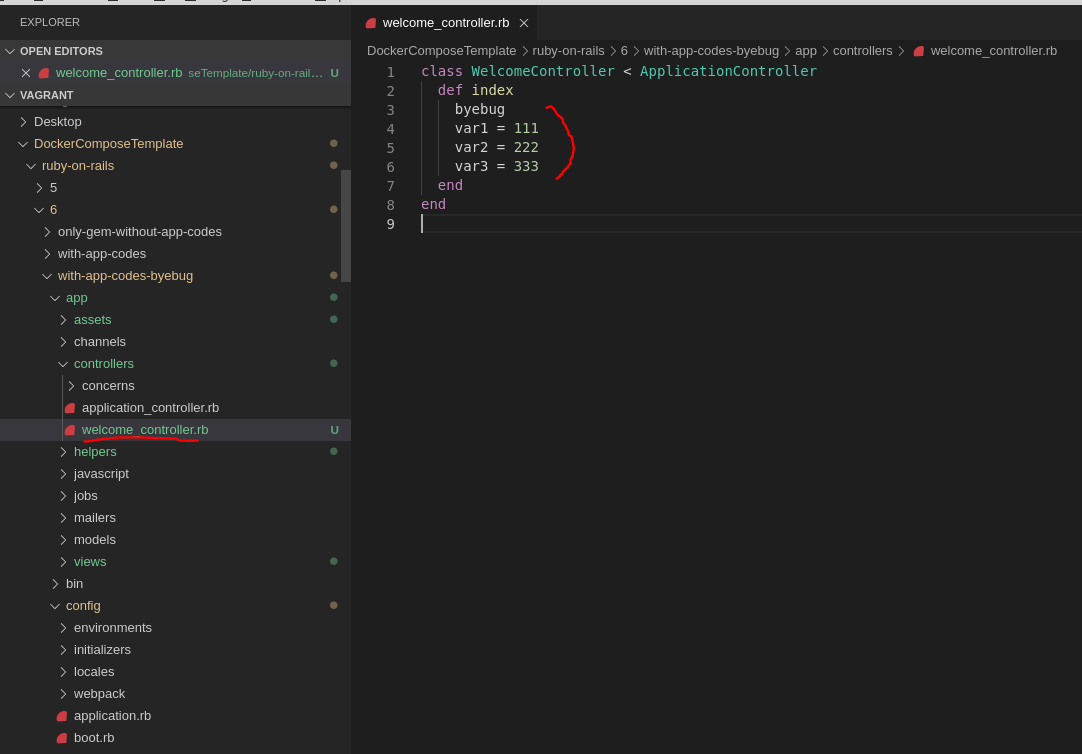 EXPLORER
OPEN EDITORS
welcome_controller.rb seTemplate/ruby-on-rail... U
VAGRANT
Desktop
DockerComposeTemplate
ruby-on-rails
5
6
only-gem-without-app-codes
with-app-codes
with-app-codes-byebug
app
assets
channels
controllers
concerns
application_controller.rb
welcome_controller.rb U
helpers
javascript
jobs
mailers
models
views
bin
config
environments
initializers
locales
webpack
application.rb
boot.rb
welcome_controller.rb
DockerComposeTemplate > ruby-on-rails > 6 > with-app-codes-byebug > app > controllers > welcome_controller.rb
1 class WelcomeController < ApplicationController
2 def index
3 byebug
4 var1 = 111
5 var2 = 222
6 var3 = 333
7 end
8 end
9